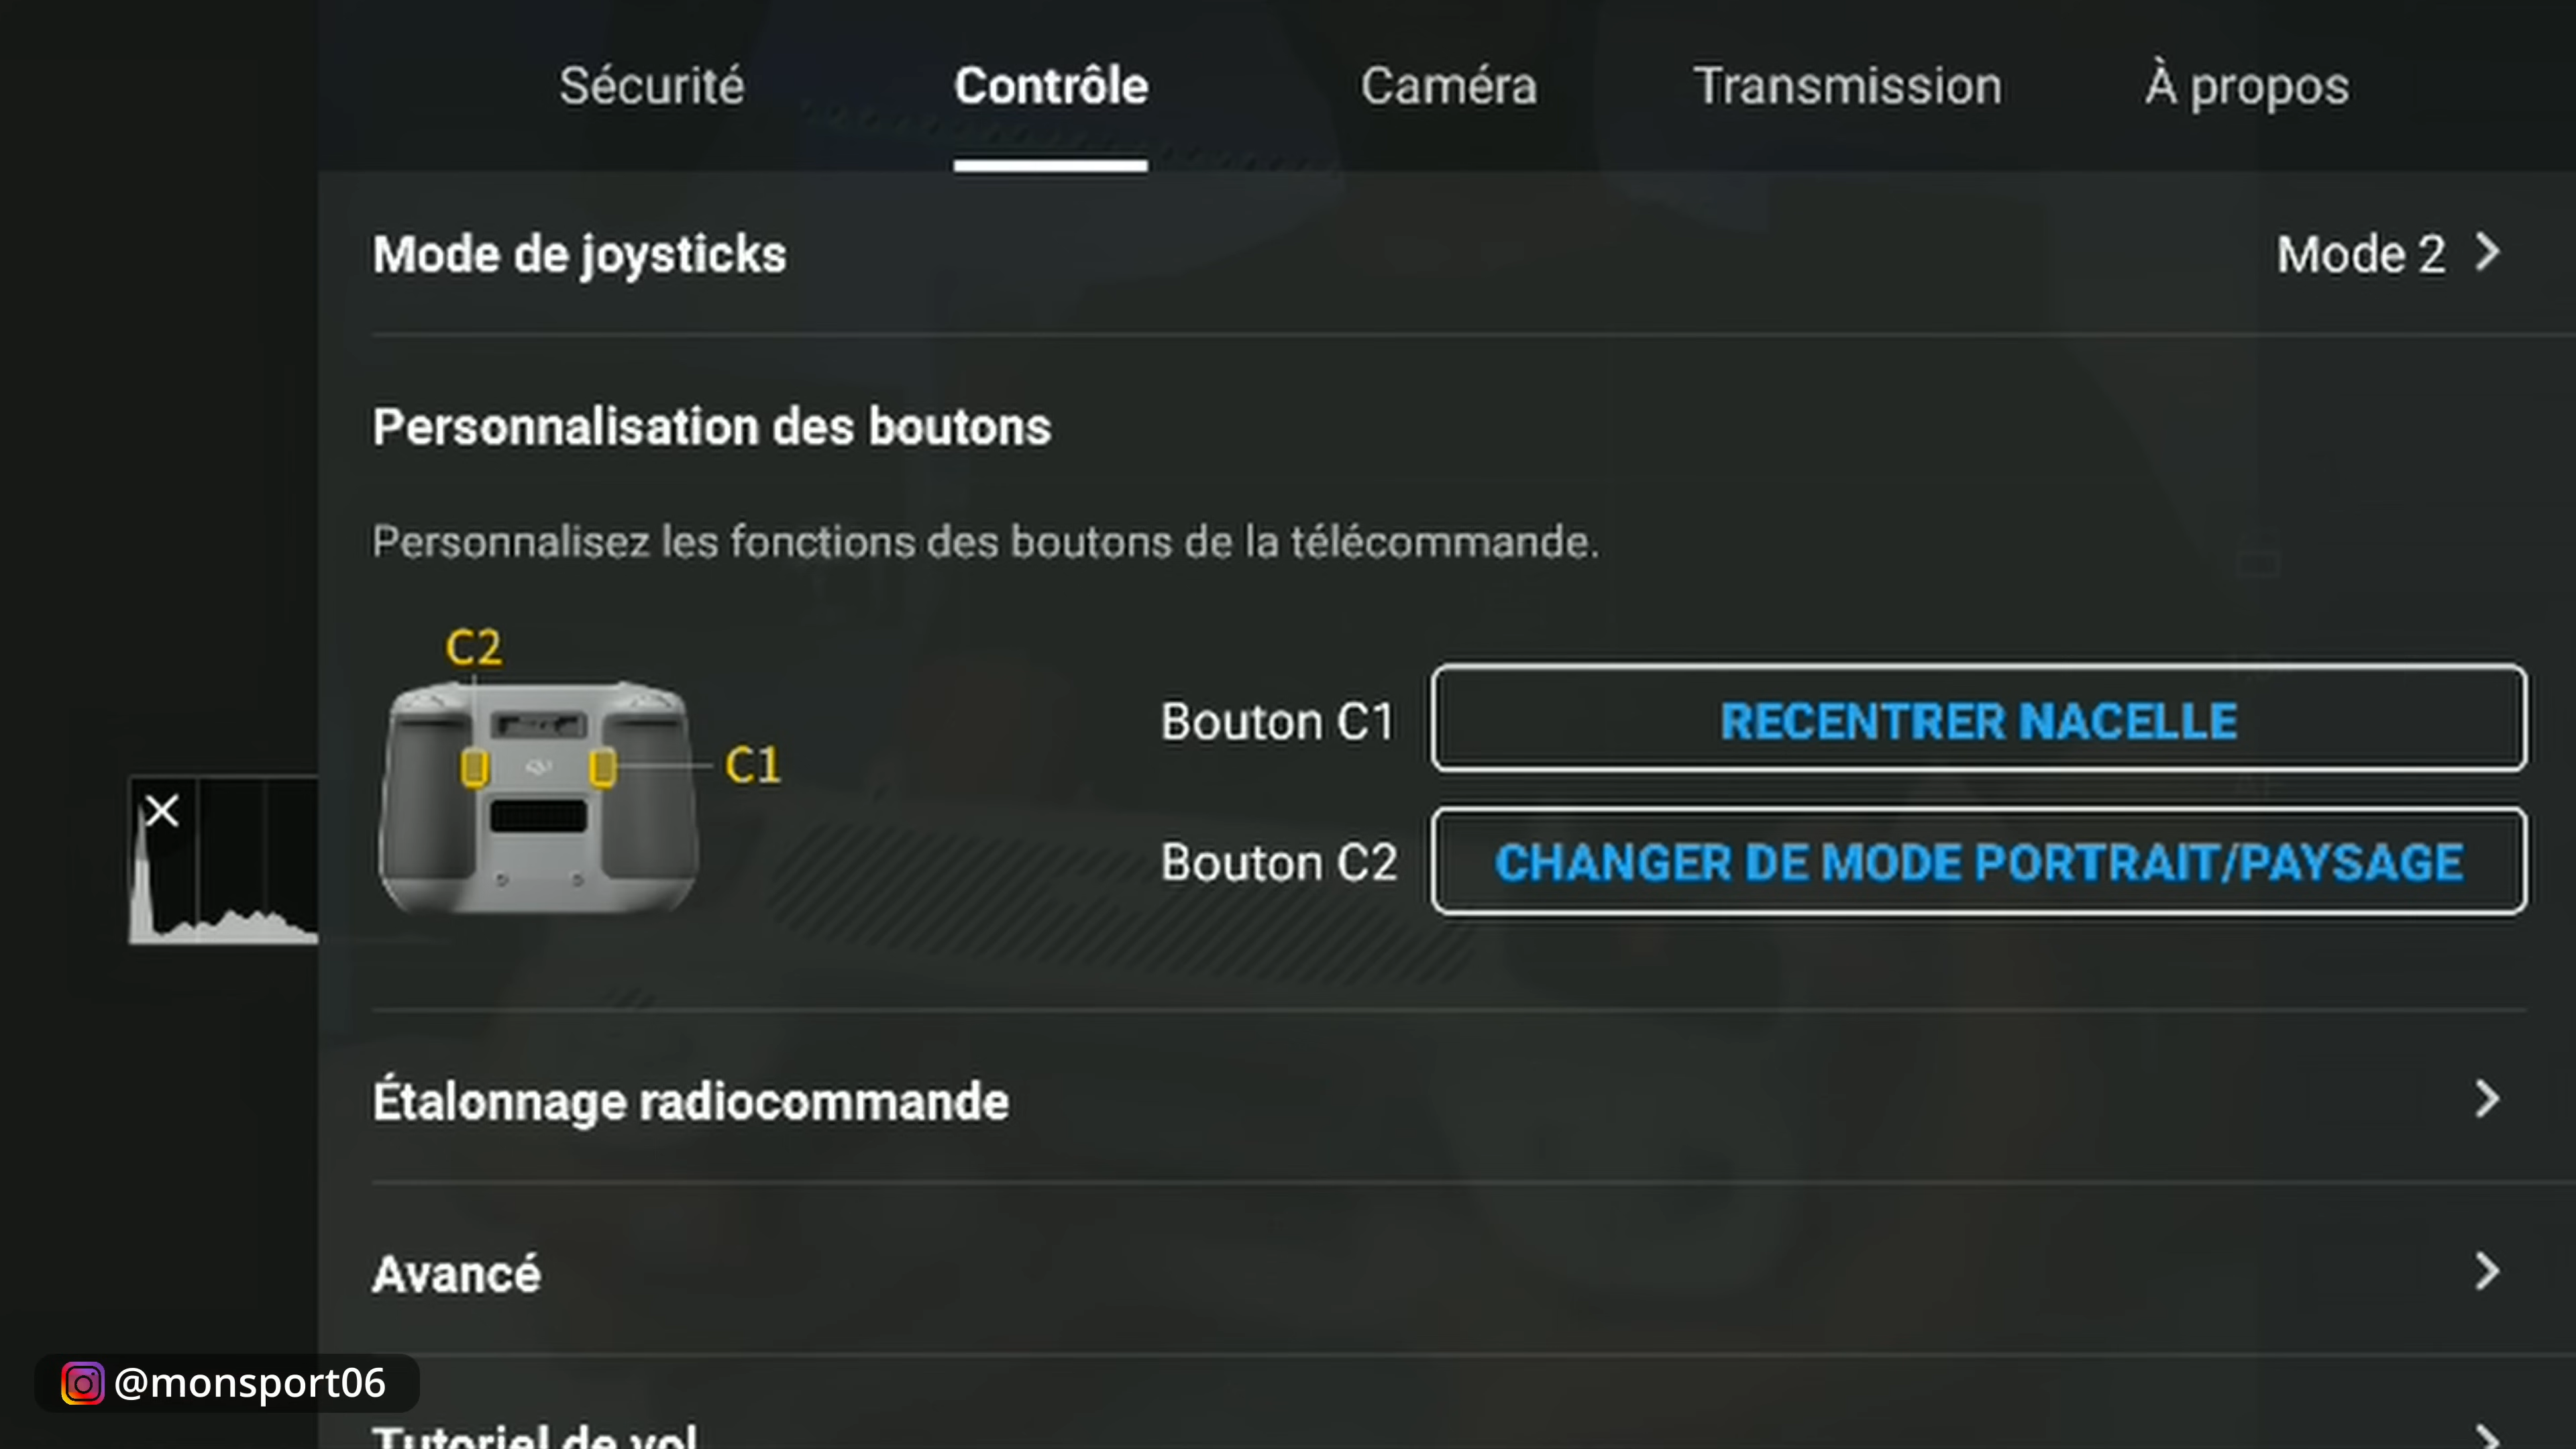 Sécurité Contrôle Caméra Transmission À propos
Mode de joysticks Mode 2
Personnalisation des boutons
Personnalisez les fonctions des boutons de la télécommande.
C2
C1
Bouton C1 RECENTRER NACELLE
Bouton C2 CHANGER DE MODE PORTRAIT/PAYSAGE
Étalonnage radiocommande
Avancé
@monsport06
Tutoriel de vol